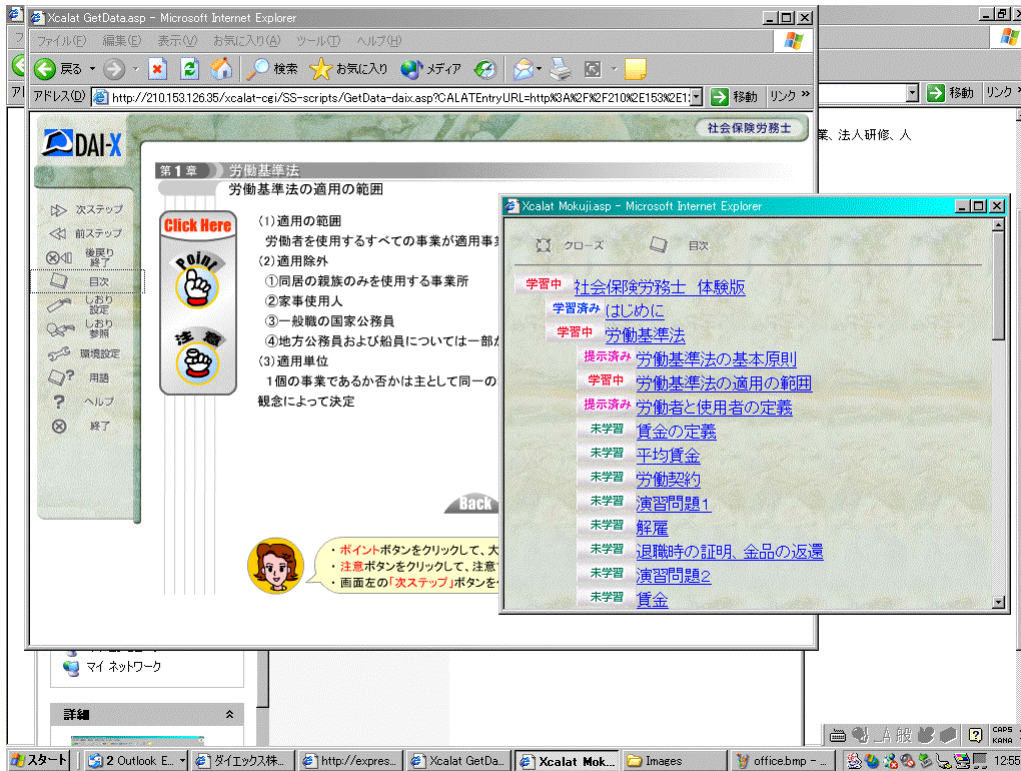 Xcalat GetData.asp - Microsoft Internet Explorer
ファイル(F) 編集(E) 表示(V) お気に入り(A) ツール(T) ヘルプ(H)
戻る 検索 お気に入り メディア
アドレス(D) http://210.153.126.35/xcalat-cgi/SS-scripts/GetData-daix.asp?CALATEntryURL=http%3A%2F%2F210%2E153%2E1 移動 リンク »
移動 リンク »
業、法人研修、人
DAI-X
社会保険労務士
次ステップ
前ステップ
後戻り
終了
目次
しおり
設定
しおり
参照
環境設定
用語
ヘルプ
終了
第1章 労働基準法
労働基準法の適用の範囲
Click Here
Point
注意
(1)適用の範囲
労働者を使用するすべての事業が適用事
(2)適用除外
①同居の親族のみを使用する事業所
②家事使用人
③一般職の国家公務員
④地方公務員および船員については一部
(3)適用単位
1個の事業であるか否かは主として同一の
観念によって決定
Back
・ポイントボタンをクリックして、大
・注意ボタンをクリックして、注意
・画面左の「次ステップ」ボタンを
Xcalat Mokuji.asp - Microsoft Internet Explorer
クローズ 目次
学習中 社会保険労務士 体験版
学習済み はじめに
学習中 労働基準法
提示済み 労働基準法の基本原則
学習中 労働基準法の適用の範囲
提示済み 労働者と使用者の定義
未学習 賃金の定義
未学習 平均賃金
未学習 労働契約
未学習 演習問題1
未学習 解雇
未学習 退職時の証明、金品の返還
未学習 演習問題2
未学習 賃金
マイ ネットワーク
詳細
A 般
CAPS
KANA
スタート 2 Outlook E... ダイエックス株... http://expres... Xcalat GetDa... Xcalat Mok... Images office.bmp - ... 12:55